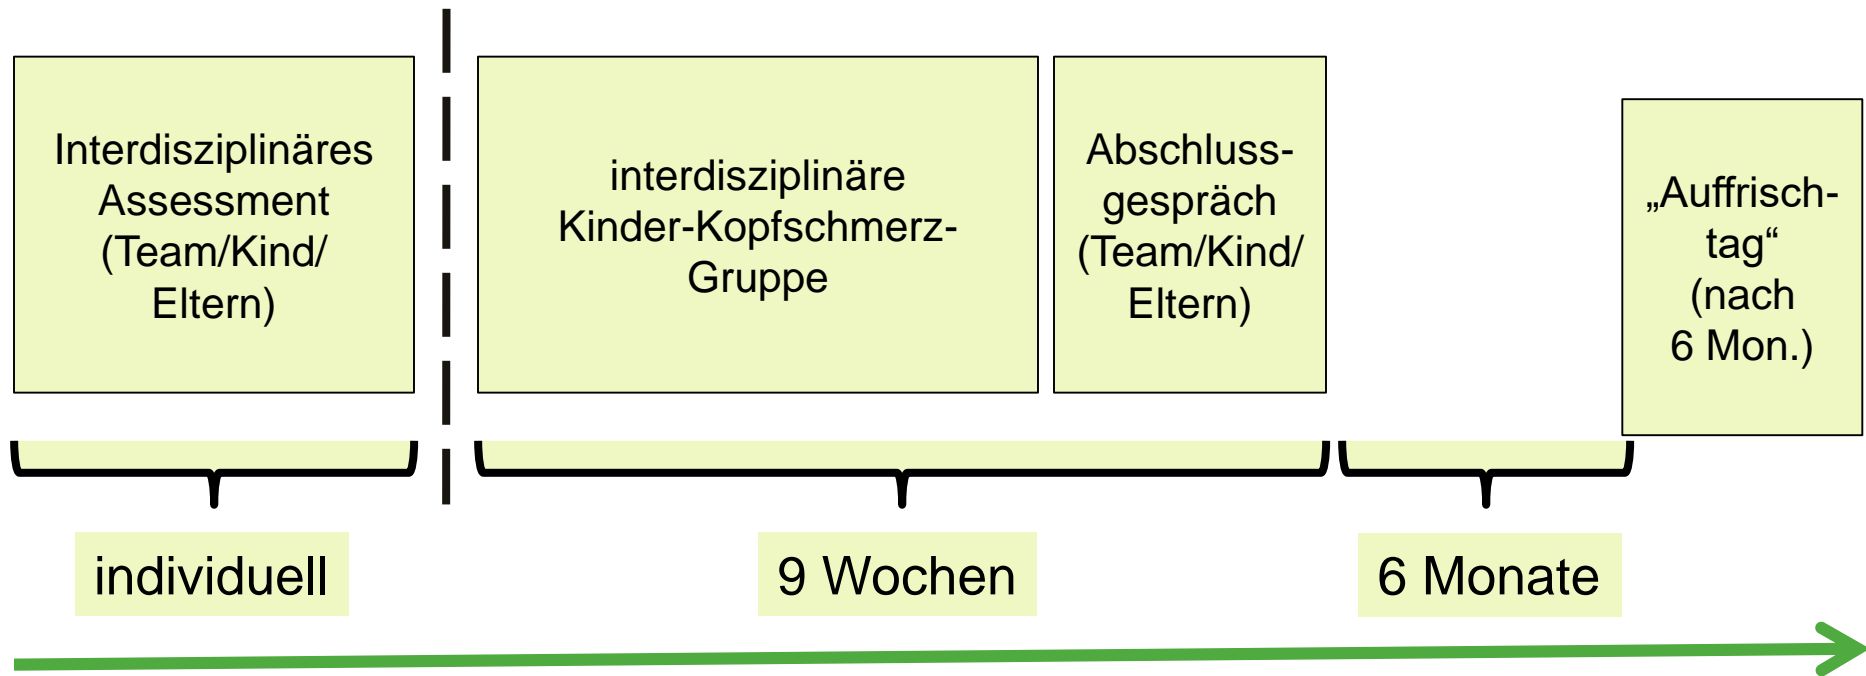 Interdisziplinäres
Assessment
(Team/Kind/
Eltern)
interdisziplinäre
Kinder-Kopfschmerz-
Gruppe
Abschluss-
gespräch
(Team/Kind/
Eltern)
„Auffrisch-
tag“
(nach
6 Mon.)
individuell
9 Wochen
6 Monate